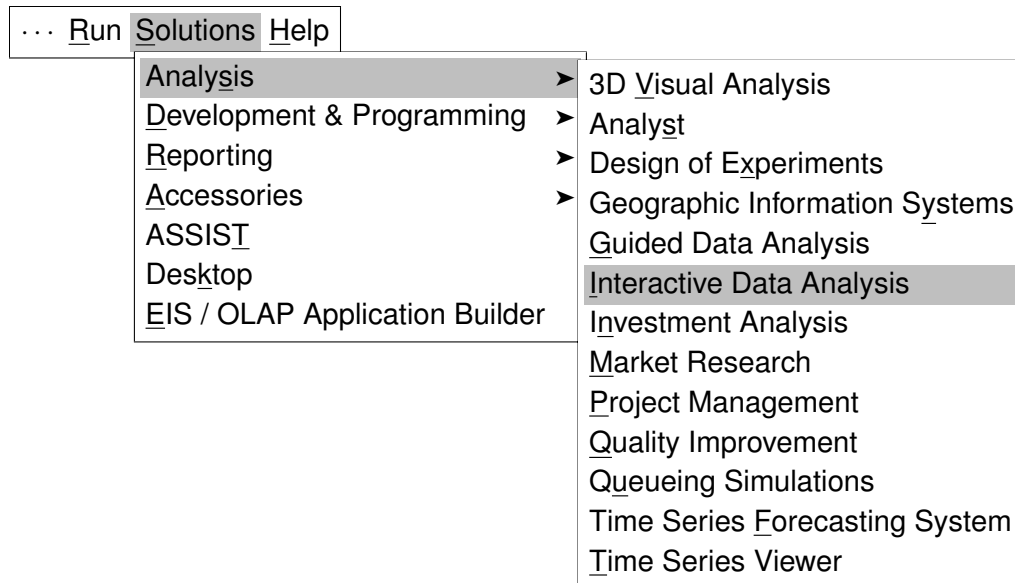 ··· Run Solutions Help
Analysis ➤
Development & Programming ➤
Reporting ➤
Accessories ➤
ASSIST
Desktop
EIS / OLAP Application Builder
3D Visual Analysis
Analyst
Design of Experiments
Geographic Information Systems
Guided Data Analysis
Interactive Data Analysis
Investment Analysis
Market Research
Project Management
Quality Improvement
Queueing Simulations
Time Series Forecasting System
Time Series Viewer